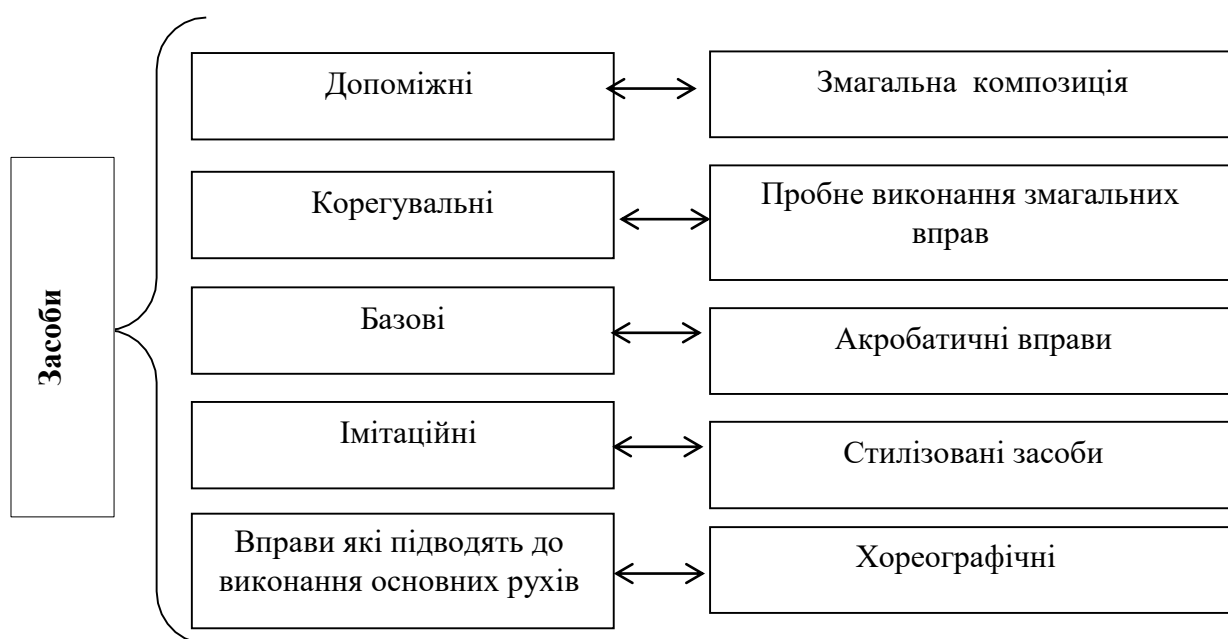 Засоби
Допоміжні
Змагальна композиція
Корегувальні
Пробне виконання змагальних
вправ
Базові
Акробатичні вправи
Імітаційні
Стилізовані засоби
Вправи які підводять до
виконання основних рухів
Хореографічні